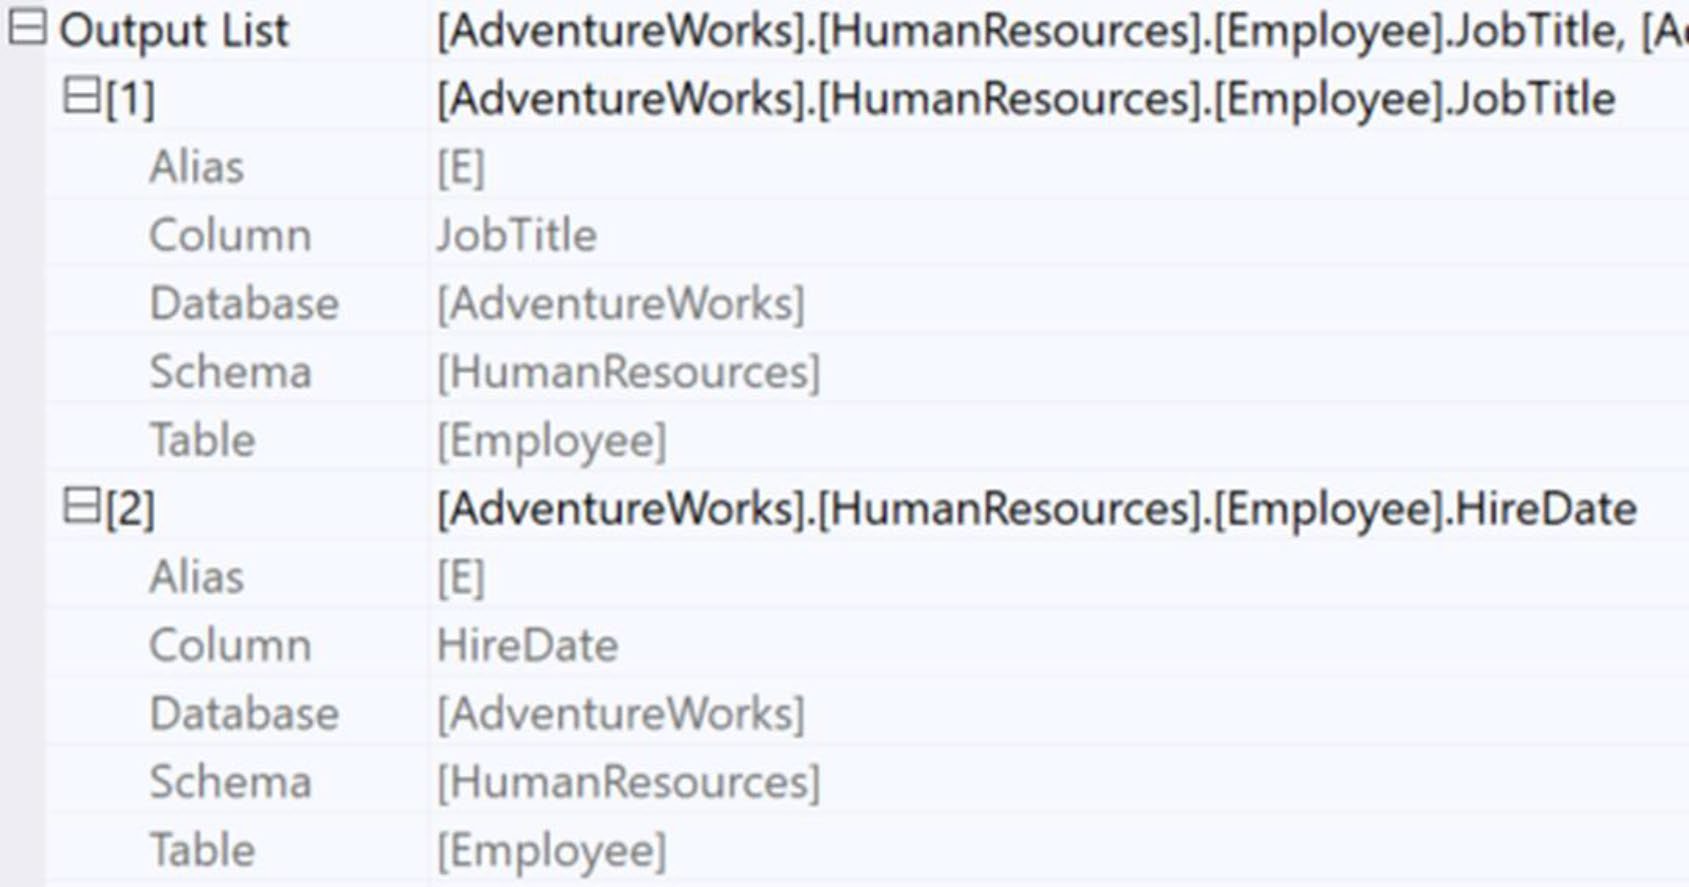 Output List [AdventureWorks].[HumanResources].[Employee].JobTitle, [A
[1] [AdventureWorks].[HumanResources].[Employee].JobTitle
Alias [E]
Column JobTitle
Database [AdventureWorks]
Schema [HumanResources]
Table [Employee]
[2] [AdventureWorks].[HumanResources].[Employee].HireDate
Alias [E]
Column HireDate
Database [AdventureWorks]
Schema [HumanResources]
Table [Employee]